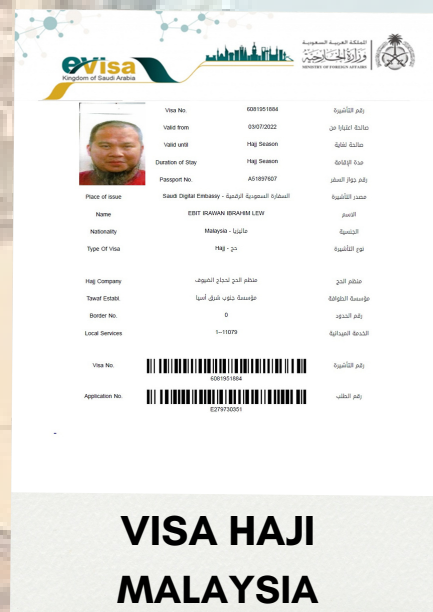 eVisa
Kingdom of Saudi Arabia
المملكة العربية السعودية
وزارة الخارجية
MINISTRY OF FOREIGN AFFAIRS
Visa No. 6081951884 رقم التأشيرة
Valid from 03/07/2022 صالحة اعتبارا من
Valid until Hajj Season صالحة لغاية
Duration of Stay Hajj Season مدة الإقامة
Passport No. A51897607 رقم جواز السفر
Place of issue السفارة السعودية الرقمية - Saudi Digital Embassy مصدر التأشيرة
Name EBIT IRAWAN IBRAHIM LEW الاسم
Nationality ماليزيا - Malaysia الجنسية
Type Of Visa حج - Hajj نوع التأشيرة
Hajj Company منظم الحج لحجاج الضيوف منظم الحج
Tawaf Establ. مؤسسة جنوب شرق أسيا مؤسسة الطوافة
Border No. 0 رقم الحدود
Local Services 1--11079 الخدمة الميدانية
Visa No. رقم التأشيرة
6081951884
Application No. رقم الطلب
E279730351
-
VISA HAJI
MALAYSIA